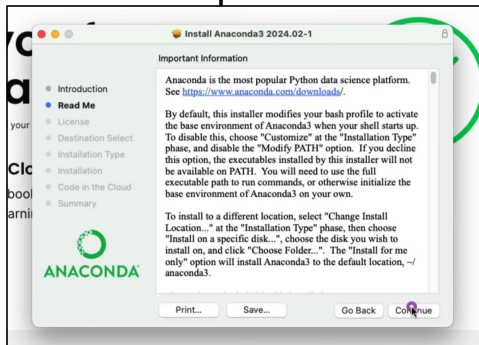 Install Anaconda3 2024.02-1
Important Information
Introduction
Read Me
License
Destination Select
Installation Type
Installation
Code in the Cloud
Summary
ANACONDA
Anaconda is the most popular Python data science platform.
See https://www.anaconda.com/downloads/.
By default, this installer modifies your bash profile to activate
the base environment of Anaconda3 when your shell starts up.
To disable this, choose "Customize" at the "Installation Type"
phase, and disable the "Modify PATH" option. If you decline
this option, the executables installed by this installer will not
be available on PATH. You will need to use the full
executable path to run commands, or otherwise initialize the
base environment of Anaconda3 on your own.
To install to a different location, select "Change Install
Location..." at the "Installation Type" phase, then choose
"Install on a specific disk...", choose the disk you wish to
install on, and click "Choose Folder...". The "Install for me
only" option will install Anaconda3 to the default location, ~/
anaconda3.
Print...
Save...
Go Back
Continue
your